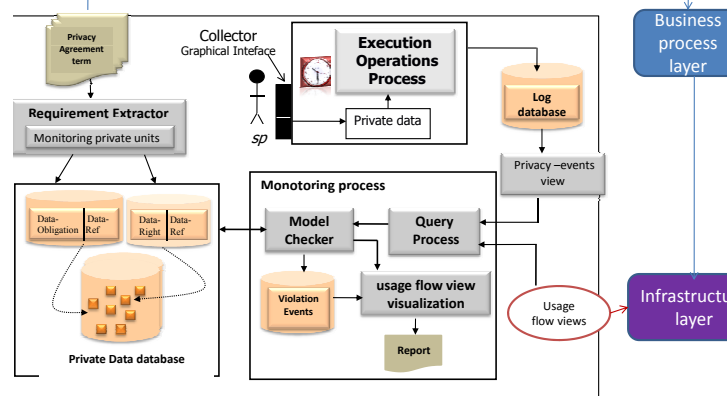 Privacy
Agreement
term
Collector
Graphical Inteface
Execution
Operations
Process
Private data
sp
Log
database
Business
process
layer
Requirement Extractor
Monitoring private units
Privacy –events
view
Data-
Obligation
Data-
Ref
Data-
Right
Data-
Ref
Private Data database
Monotoring process
Model
Checker
Query
Process
Violation
Events
usage flow view
visualization
Report
Usage
flow views
Infrastructu
layer